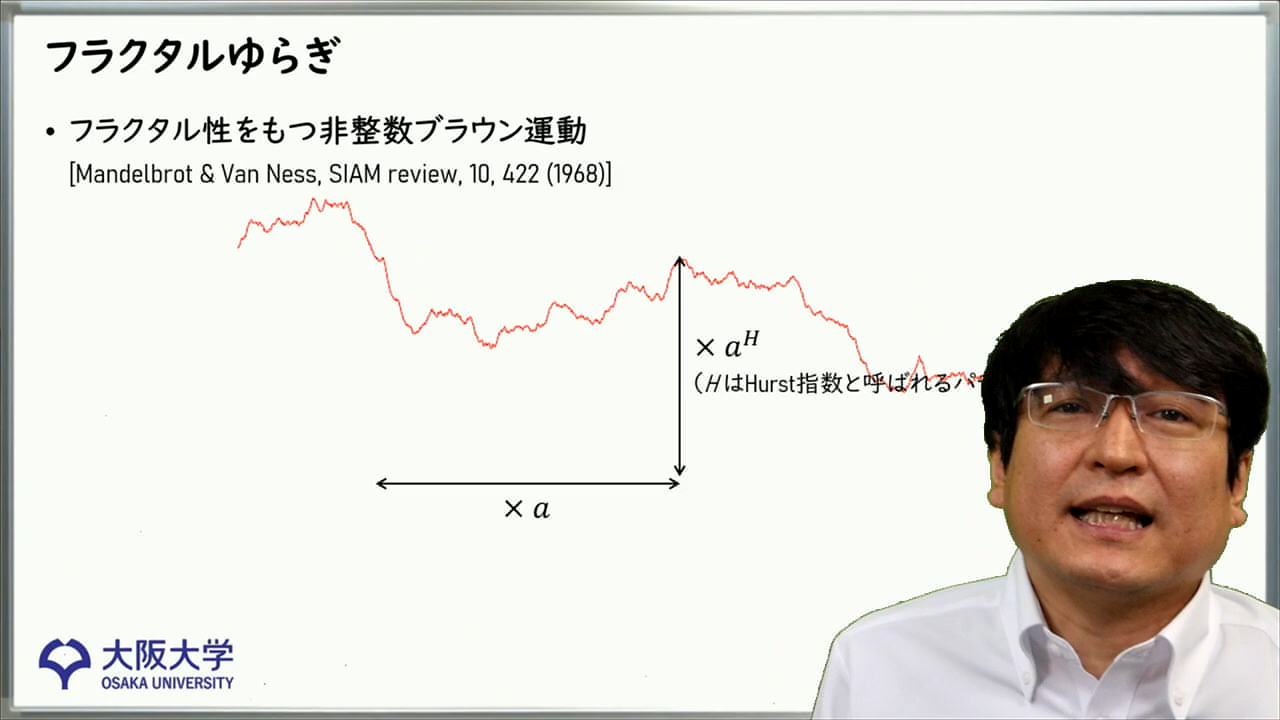 フラクタルゆらぎ
• フラクタル性をもつ非整数ブラウン運動
[Mandelbrot & Van Ness, SIAM review, 10, 422 (1968)]
× a^H
(HはHurst指数と呼ばれるパ
× a
大阪大学
OSAKA UNIVERSITY